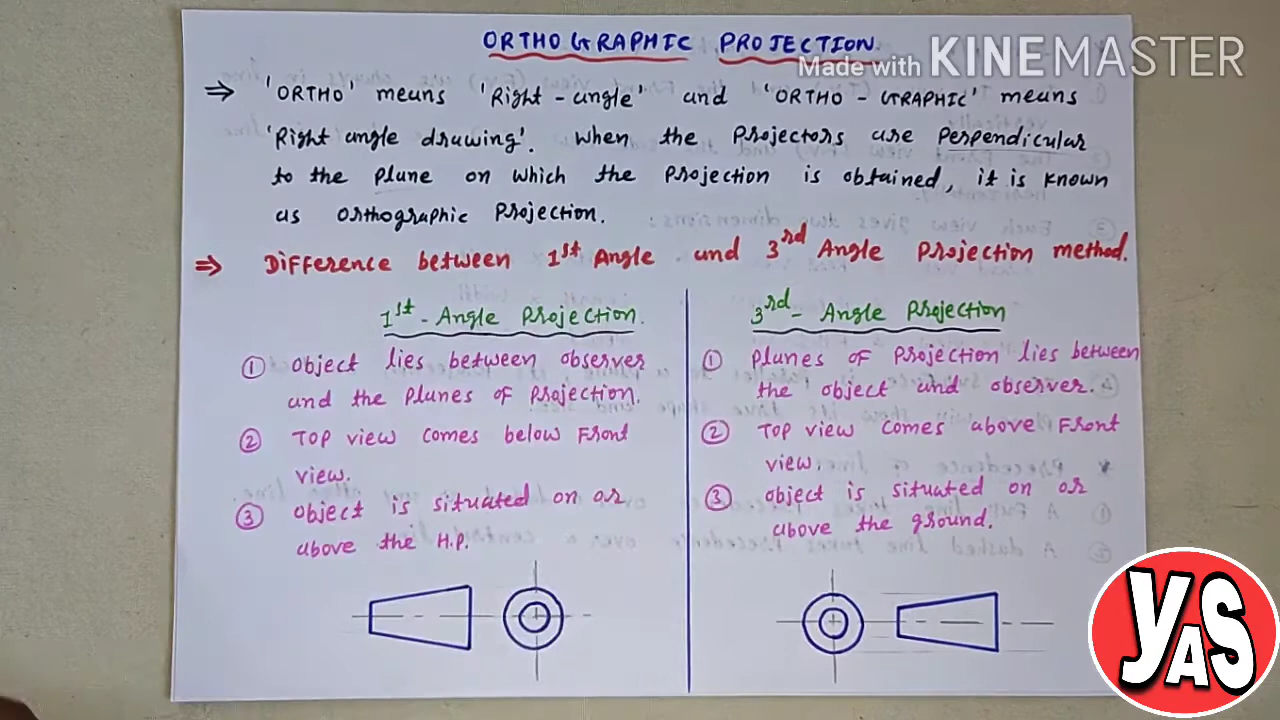 ORTHOGRAPHIC PROJECTION.
Made with KINEMASTER
⇒ 'ORTHO' means 'Right-angle' and 'ORTHO-GRAPHIC' means
'Right angle drawing'. When the projectors are perpendicular
to the plane on which the projection is obtained, it is known
as orthographic projection.
⇒ Difference between 1st Angle and 3rd Angle projection method.
1st-Angle projection.
① object lies between observer
and the planes of projection.
② Top view comes below Front
view.
③ object is situated on or
above the H.P.
3rd-Angle projection
① planes of projection lies between
the object and observer.
② Top view comes above Front
view.
③ object is situated on or
above the ground.
YAS